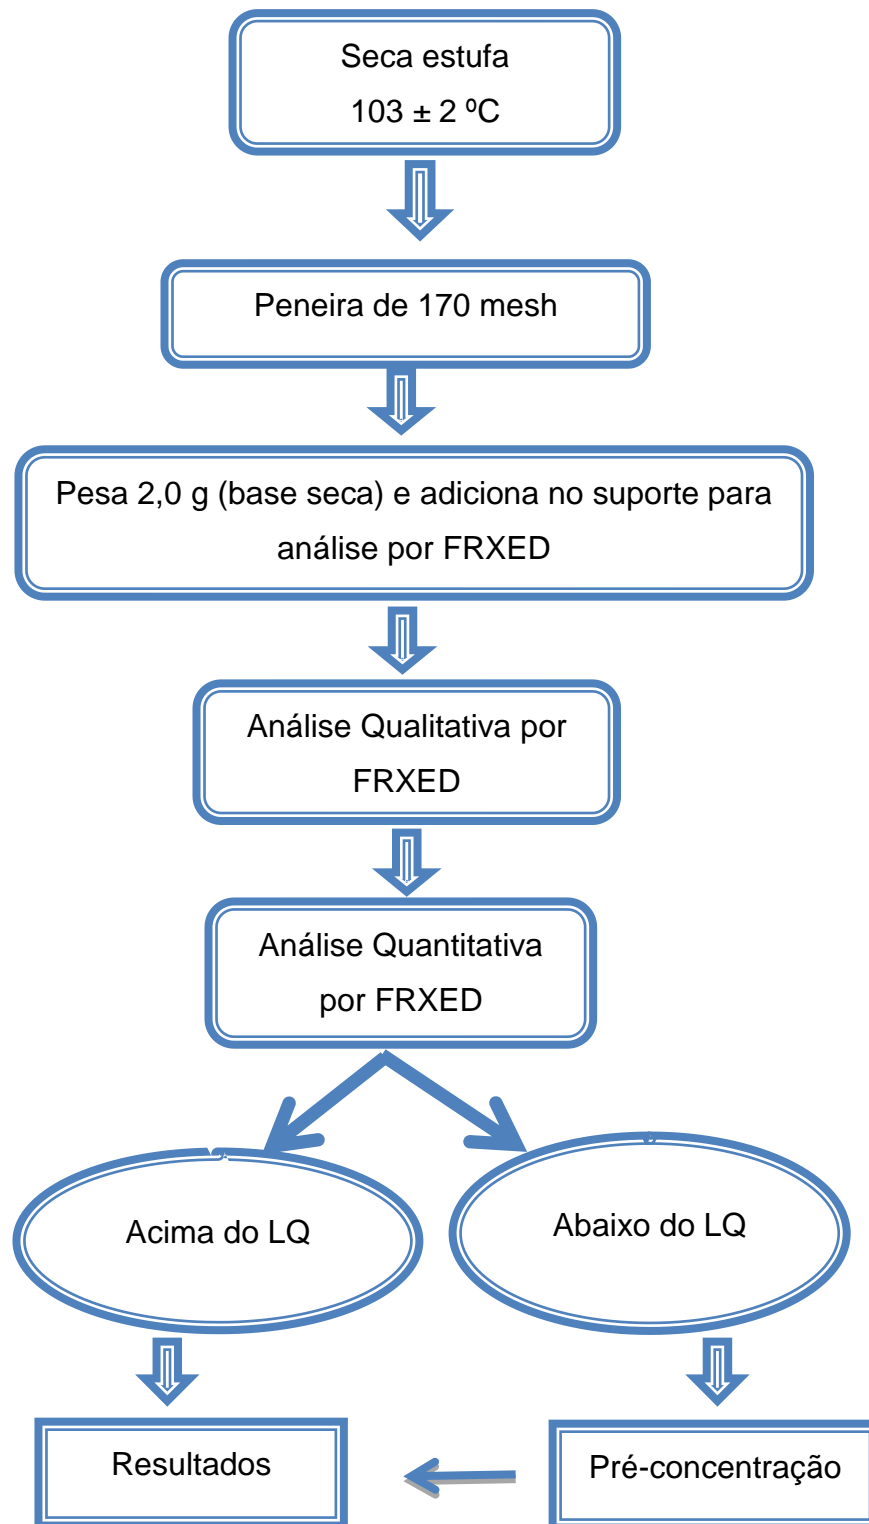 Seca estufa
103 ± 2 ºC
Peneira de 170 mesh
Pesa 2,0 g (base seca) e adiciona no suporte para
análise por FRXED
Análise Qualitativa por
FRXED
Análise Quantitativa
por FRXED
Acima do LQ
Abaixo do LQ
Resultados
Pré-concentração